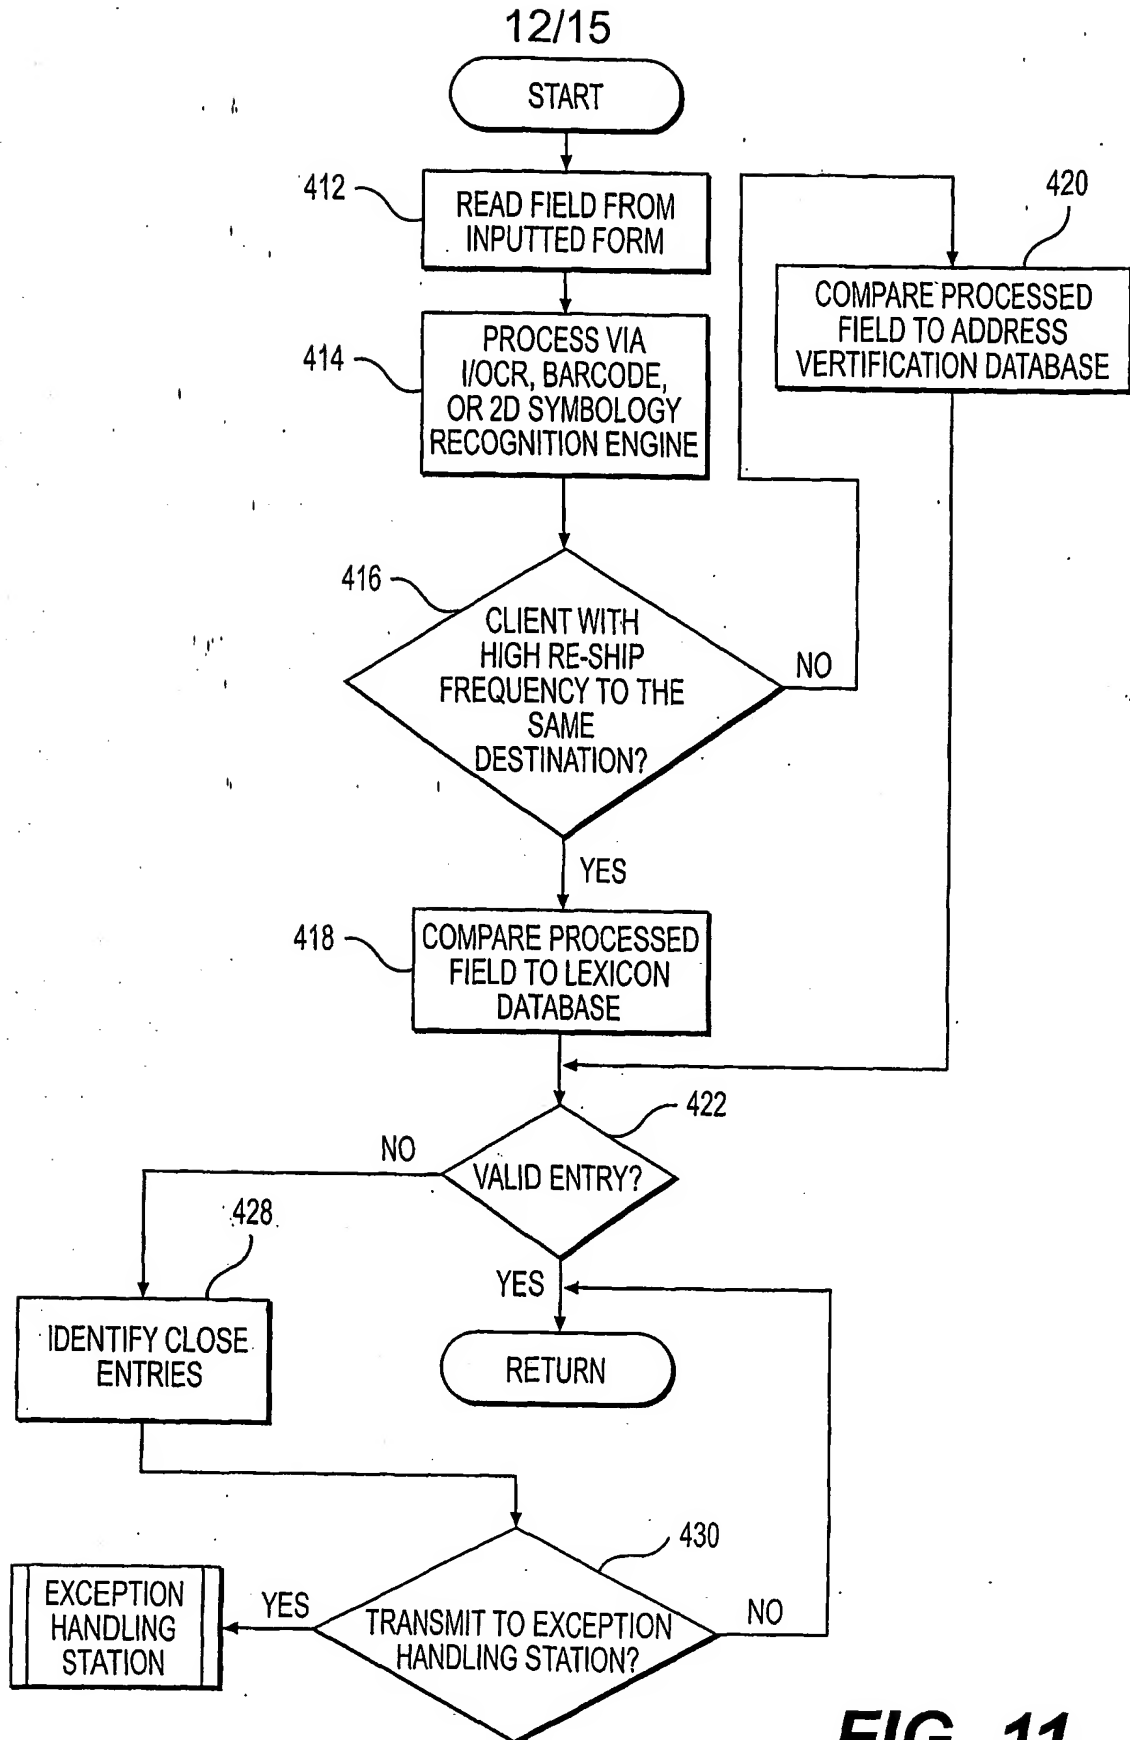 12/15
START
412
READ FIELD FROM
INPUTTED FORM
414
PROCESS VIA
I/OCR, BARCODE,
OR 2D SYMBOLOGY
RECOGNITION ENGINE
420
COMPARE PROCESSED
FIELD TO ADDRESS
VERTIFICATION DATABASE
416
CLIENT WITH
HIGH RE-SHIP
FREQUENCY TO THE
SAME
DESTINATION?
NO
YES
418
COMPARE PROCESSED
FIELD TO LEXICON
DATABASE
422
VALID ENTRY?
NO
YES
428
IDENTIFY CLOSE
ENTRIES
RETURN
430
TRANSMIT TO EXCEPTION
HANDLING STATION?
YES
NO
EXCEPTION
HANDLING
STATION
FIG. 11